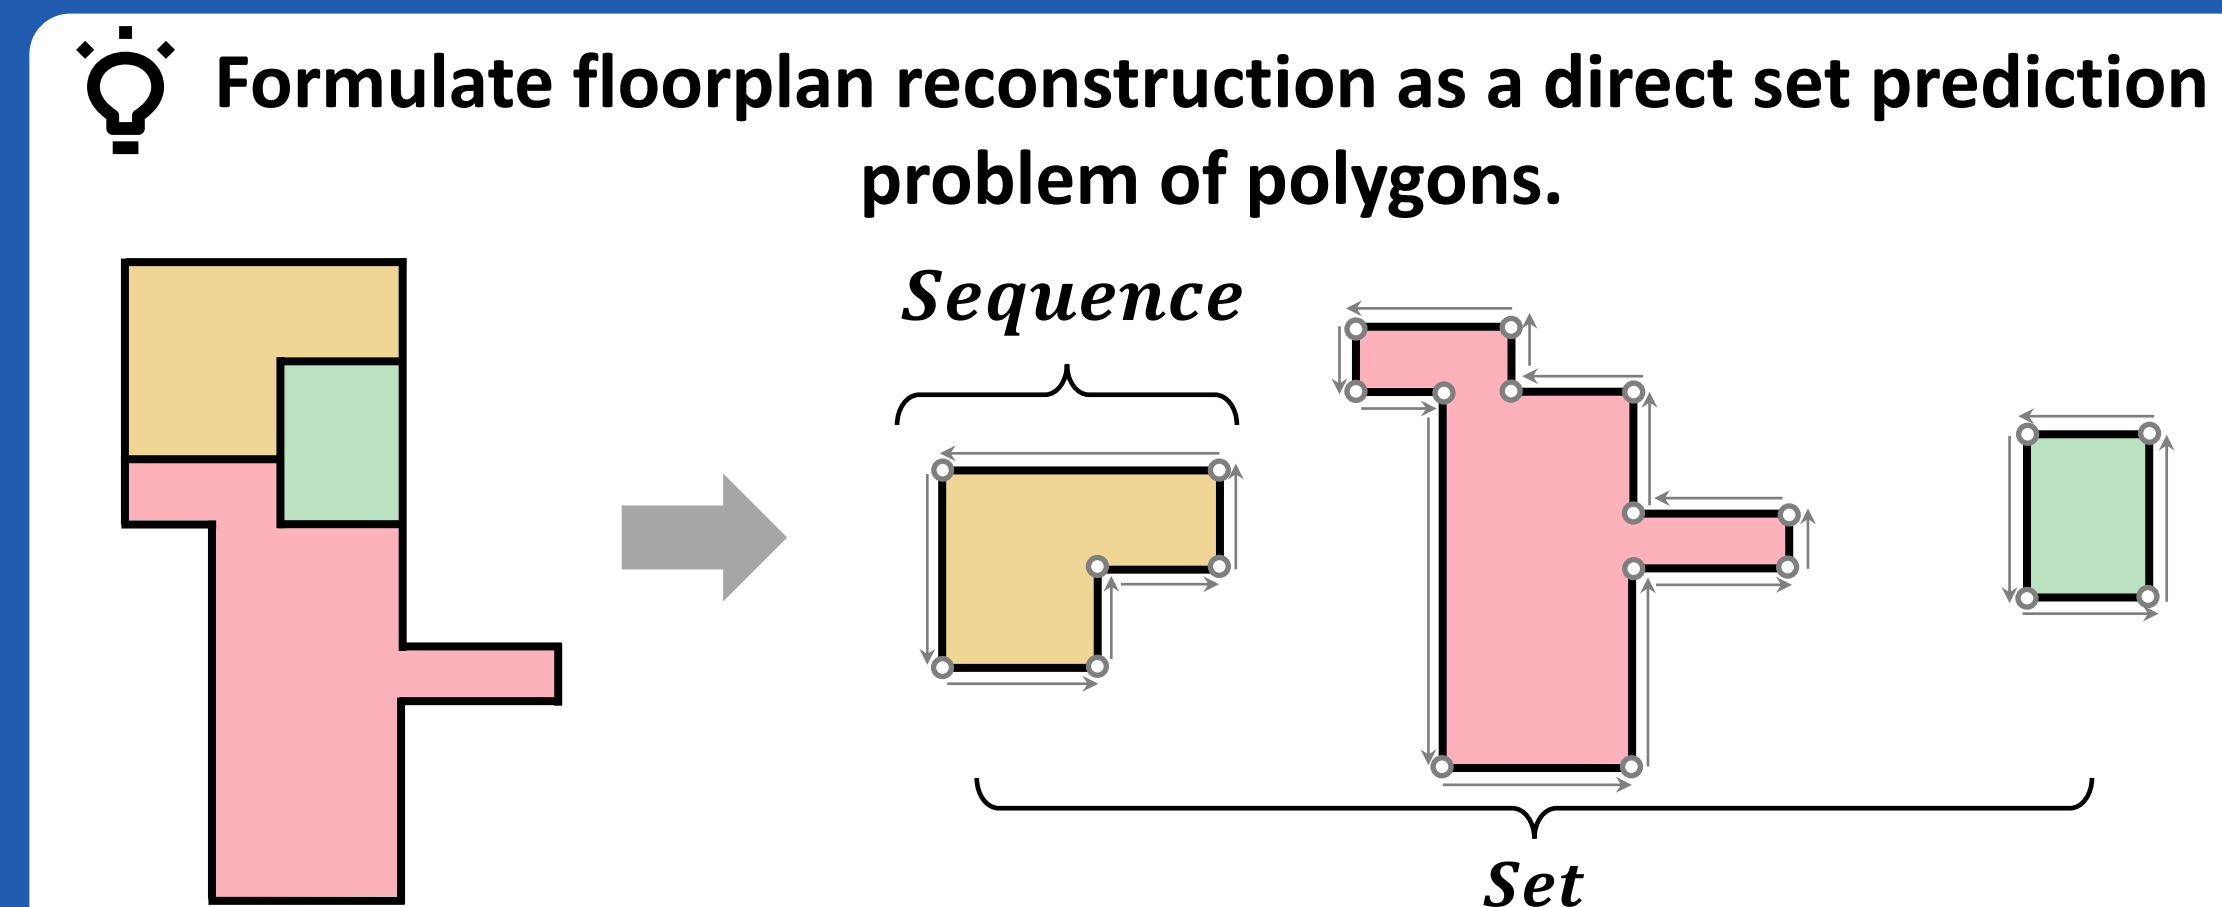 Formulate floorplan reconstruction as a direct set prediction
problem of polygons.
Sequence
Set